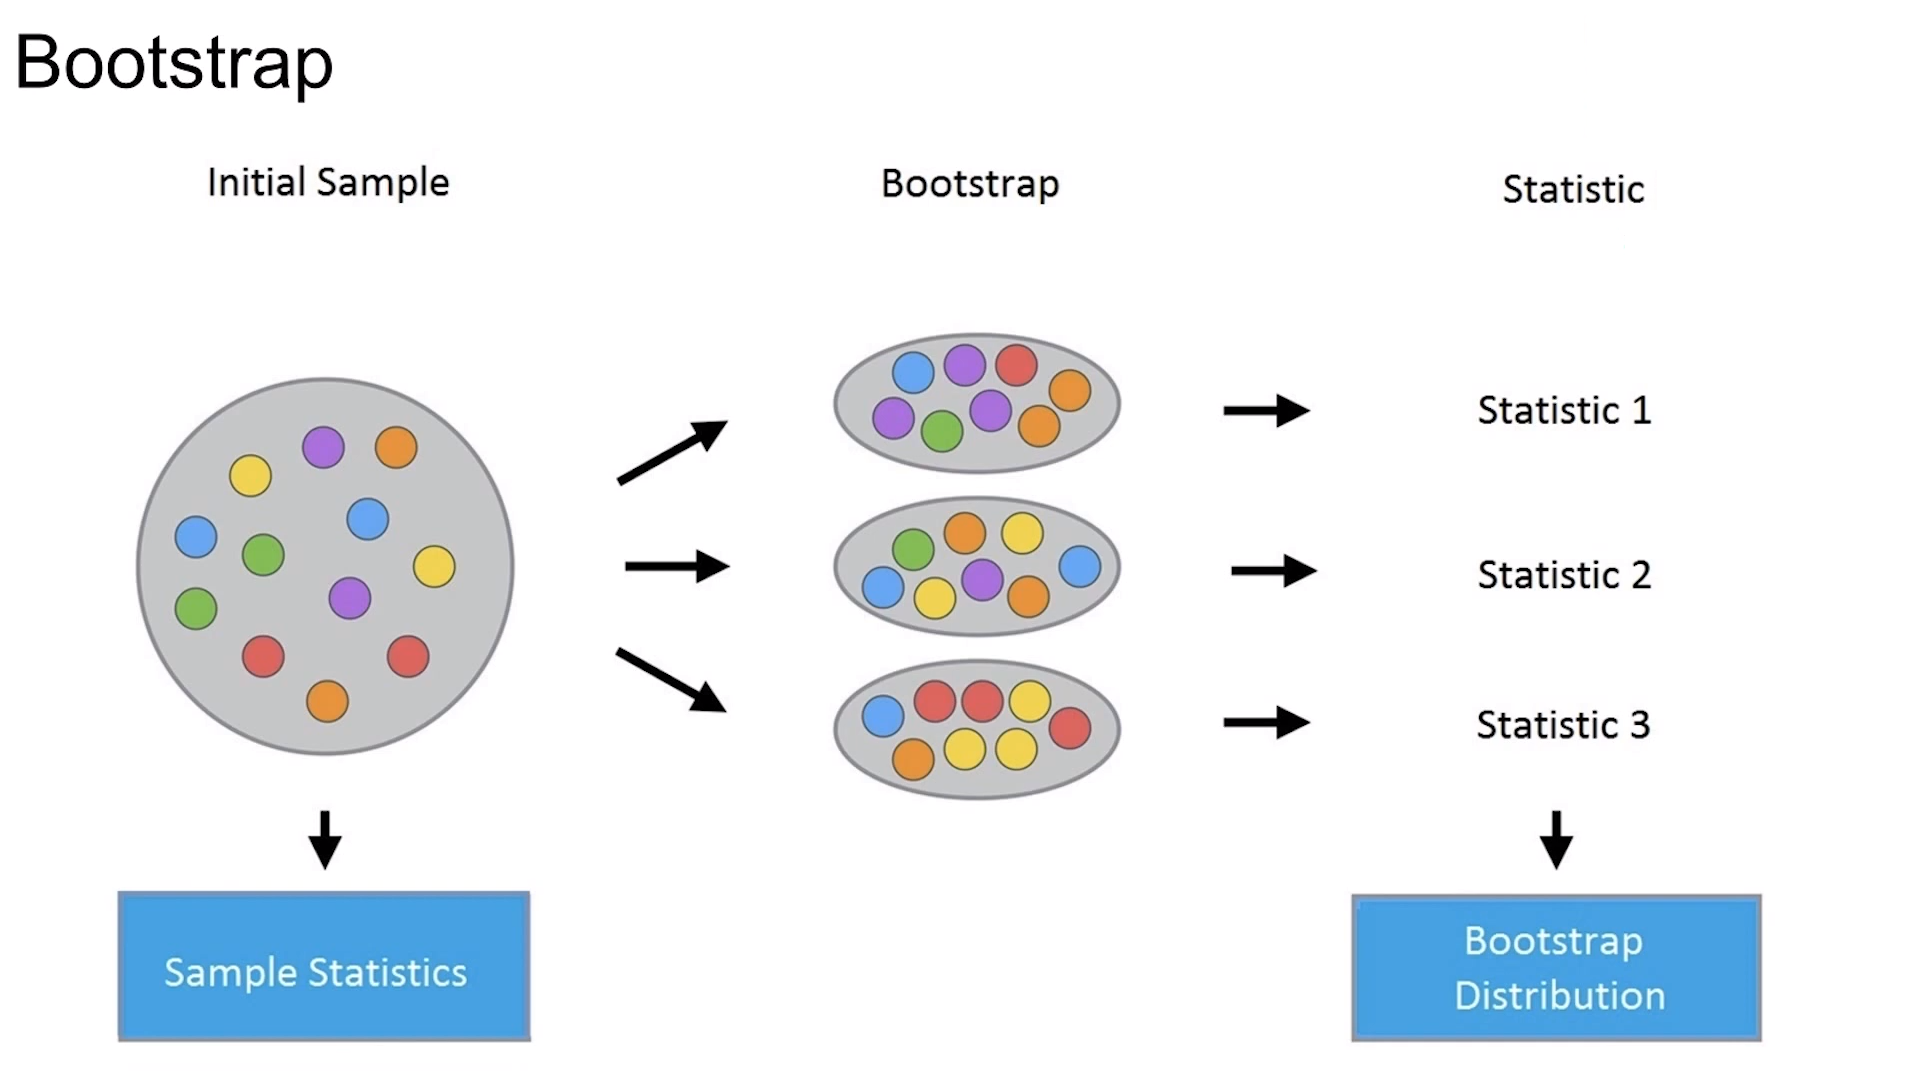 Bootstrap
Initial Sample
Bootstrap
Statistic
Statistic 1
Statistic 2
Statistic 3
Sample Statistics
Bootstrap
Distribution